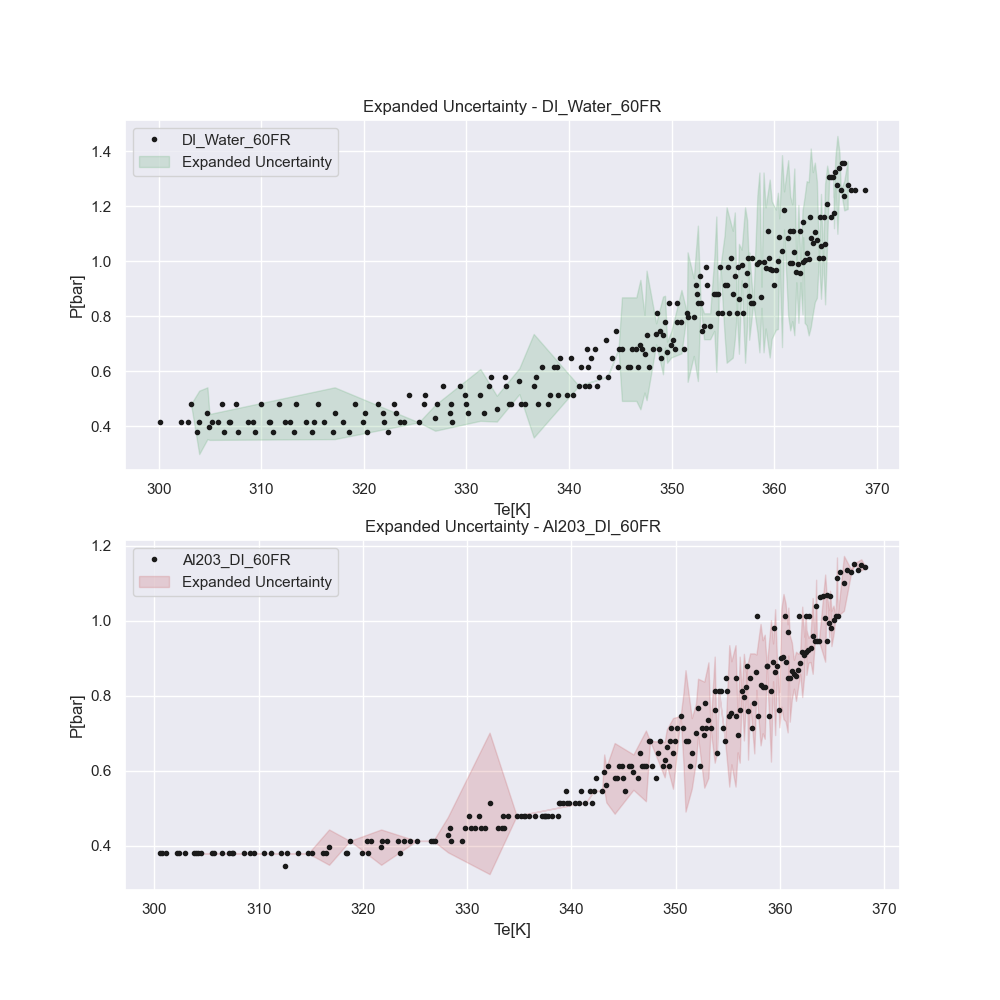 Expanded Uncertainty - DI_Water_60FR
DI_Water_60FR
Expanded Uncertainty
P[bar]
1.4
1.2
1.0
0.8
0.6
0.4
300 310 320 330 340 350 360 370
Te[K]
Expanded Uncertainty - Al203_DI_60FR
Al203_DI_60FR
Expanded Uncertainty
P[bar]
1.2
1.0
0.8
0.6
0.4
300 310 320 330 340 350 360 370
Te[K]